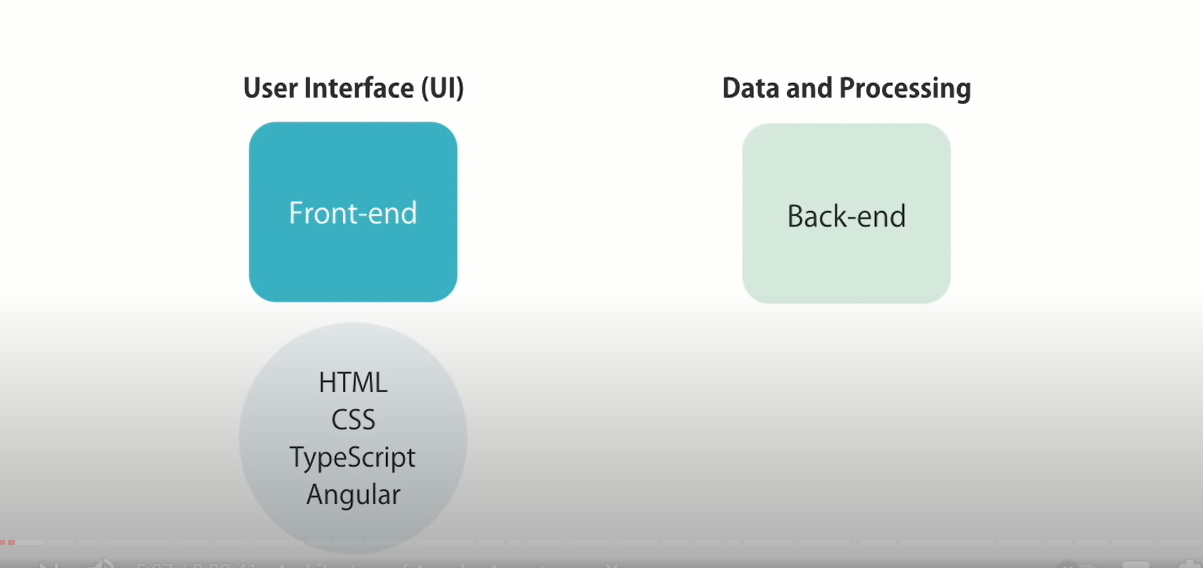 User Interface (UI)
Data and Processing
Front-end
Back-end
HTML
CSS
TypeScript
Angular